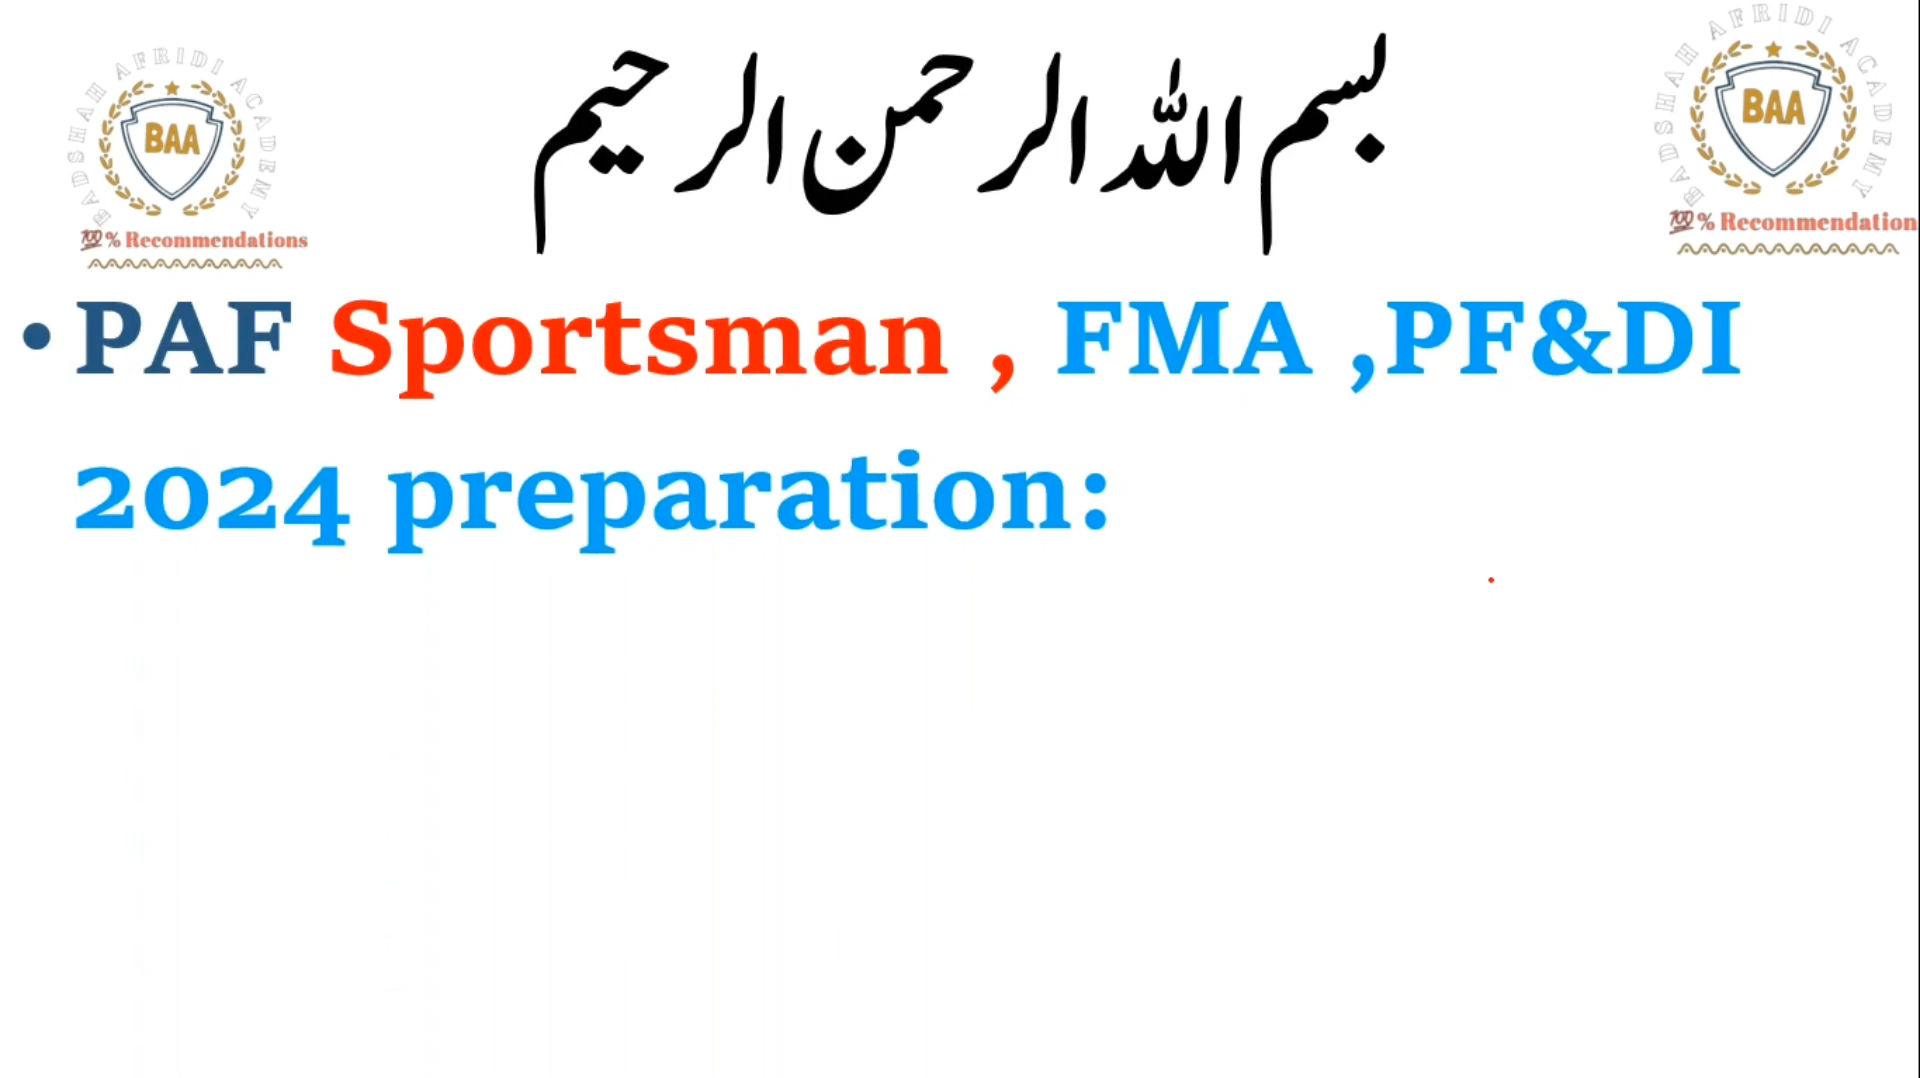 بسم اللہ الرحمن الرحیم
BADSHAH AFRIDI ACADEMY
BAA
💯% Recommendations
BADSHAH AFRIDI ACADEMY
BAA
💯% Recommendation
• PAF Sportsman , FMA ,PF&DI
2024 preparation: